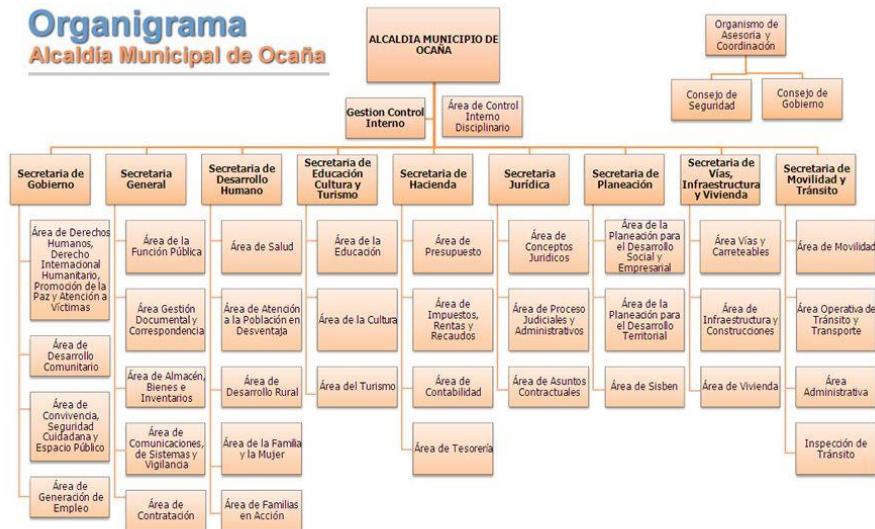 Organigrama
Alcaldía Municipal de Ocaña
ALCALDIA MUNICIPIO DE
OCAÑA
Organismo de
Asesoria y
Coordinación
Consejo de
Seguridad
Consejo de
Gobierno
Gestion Control
Interno
Área de Control
Interno
Disciplinario
Secretaria de
Gobierno
Área de Derechos
Humanos,
Derecho
Internacional
Humanitario,
Promoción de la
Paz y Atención a
Víctimas
Área de
Desarrollo
Comunitario
Área de
Convivencia,
Seguridad
Cuidadana y
Espacio Público
Área de
Generación de
Empleo
Secretaria
General
Área de la
Función Pública
Área Gestión
Documental y
Correspondencia
Área de Almacén,
Bienes e
Inventarios
Área de
Comunicaciones,
de Sistemas y
Vigilancia
Área de
Contratación
Secretaria de
Desarrollo
Humano
Área de Salud
Área de Atención
a la Población en
Desventaja
Área de
Desarrollo Rural
Área de la Familia
y la Mujer
Área de Familias
en Acción
Secretaria de
Educación
Cultura y
Turismo
Área de la
Educación
Área de la Cultura
Área del Turismo
Secretaria de
Hacienda
Área de
Presupuesto
Área de
Impuestos,
Rentas y
Recaudos
Área de
Contabilidad
Área de Tesorería
Secretaria
Jurídica
Área de
Conceptos
Juridicos
Área de Proceso
Judiciales y
Administrativos
Área de Asuntos
Contractuales
Secretaria de
Planeación
Área de la
Planeación para
el Desarrollo
Social y
Empresarial
Área de la
Planeación para
el Desarrollo
Territorial
Área de Sisben
Secretaria de
Vías,
Infraestructura
y Vivienda
Área Vías y
Carreteables
Área de
Infraestructura y
Construcciones
Área de Vivienda
Secretaria de
Movilidad y
Tránsito
Área de Movilidad
Área Operativa de
Tránsito y
Transporte
Área
Administrativa
Inspección de
Tránsito